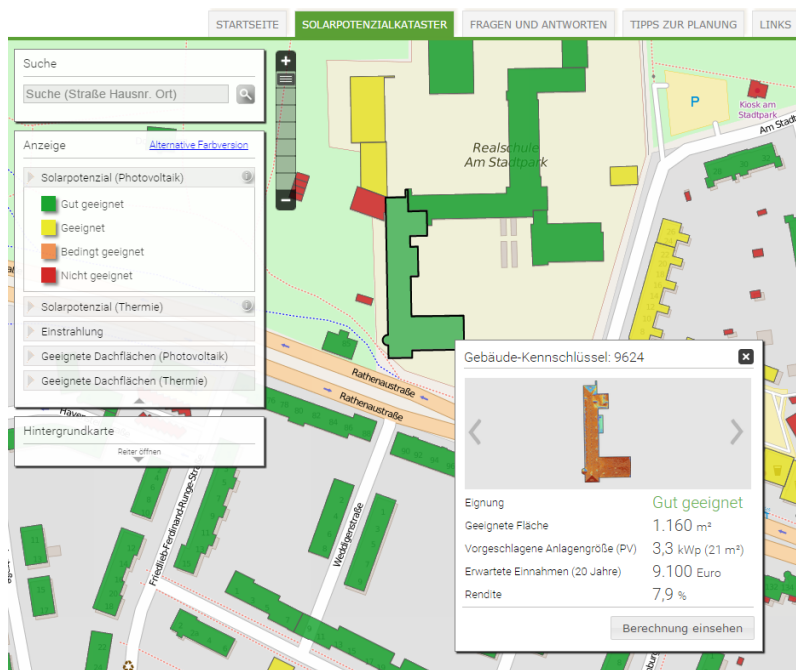 STARTSEITE
SOLARPOTENZIALKATASTER
FRAGEN UND ANTWORTEN
TIPPS ZUR PLANUNG
LINKS
Suche
Suche (Straße Hausnr. Ort)
Anzeige
Alternative Farbversion
Solarpotenzial (Photovoltaik)
Gut geeignet
Geeignet
Bedingt geeignet
Nicht geeignet
Solarpotenzial (Thermie)
Einstrahlung
Geeignete Dachflächen (Photovoltaik)
Geeignete Dachflächen (Thermie)
Hintergrundkarte
Reiter öffnen
Realschule
Am Stadtpark
P
Kiosk am
Stadtpark
Am Stadt
Rathenaustraße
Rathenaustraße
Weddigenstraße
Friedlieb-Ferdinand-Runge-Str
Gebäude-Kennschlüssel: 9624
Eignung
Gut geeignet
Geeignete Fläche
1.160 m²
Vorgeschlagene Anlagengröße (PV)
3,3 kWp (21 m²)
Erwartete Einnahmen (20 Jahre)
9.100 Euro
Rendite
7,9 %
Berechnung einsehen